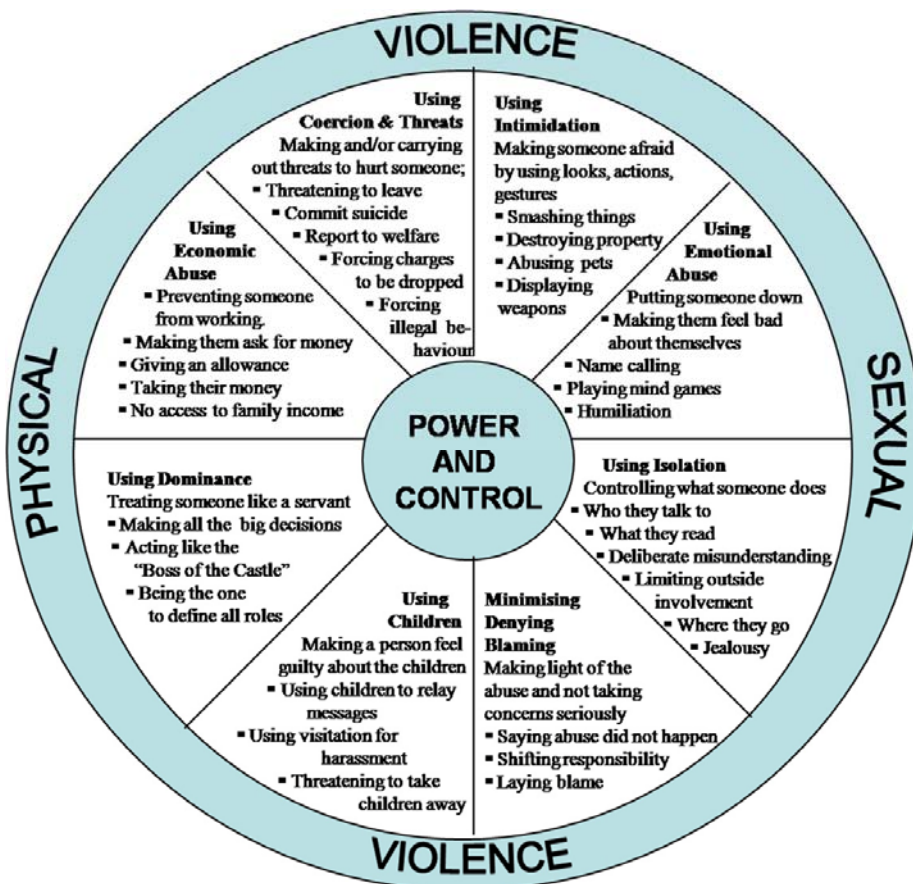 VIOLENCE
Using
Coercion & Threats
Making and/or carrying
out threats to hurt someone;
▪ Threatening to leave
▪ Commit suicide
▪ Report to welfare
▪ Forcing charges
to be dropped
▪ Forcing
illegal be-
haviour
Using
Intimidation
Making someone afraid
by using looks, actions,
gestures
▪ Smashing things
▪ Destroying property
▪ Abusing pets
▪ Displaying
weapons
Using
Emotional
Abuse
Putting someone down
▪ Making them feel bad
about themselves
▪ Name calling
▪ Playing mind games
▪ Humiliation
SEXUAL
Using Isolation
Controlling what someone does
▪ Who they talk to
▪ What they read
▪ Deliberate misunderstanding
▪ Limiting outside
involvement
▪ Where they go
▪ Jealousy
Minimising
Denying
Blaming
Making light of the
abuse and not taking
concerns seriously
▪ Saying abuse did not happen
▪ Shifting responsibility
▪ Laying blame
Using
Children
Making a person feel
guilty about the children
▪ Using children to relay
messages
▪ Using visitation for
harassment
▪ Threatening to take
children away
Using Dominance
Treating someone like a servant
▪ Making all the big decisions
▪ Acting like the
“Boss of the Castle”
▪ Being the one
to define all roles
Using
Economic
Abuse
▪ Preventing someone
from working.
▪ Making them ask for money
▪ Giving an allowance
▪ Taking their money
▪ No access to family income
PHYSICAL
POWER
AND
CONTROL
VIOLENCE